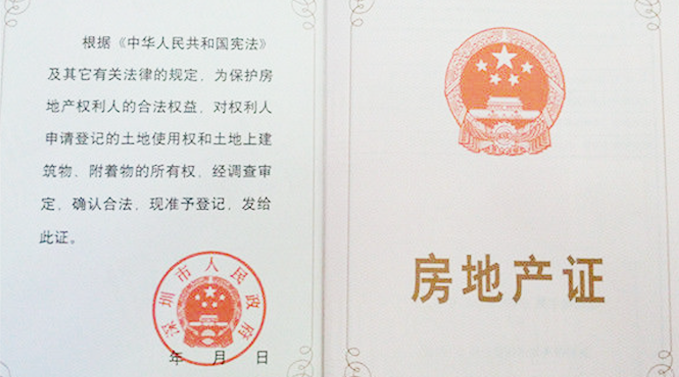 根据《中华人民共和国宪法》
及其它有关法律的规定，为保护房
地产权利人的合法权益，对权利人
申请登记的土地使用权和土地上建
筑物、附着物的所有权，经调查审
定，确认合法，现准予登记，发给
此证。
深圳市人民政府
年 月 日
房地产证